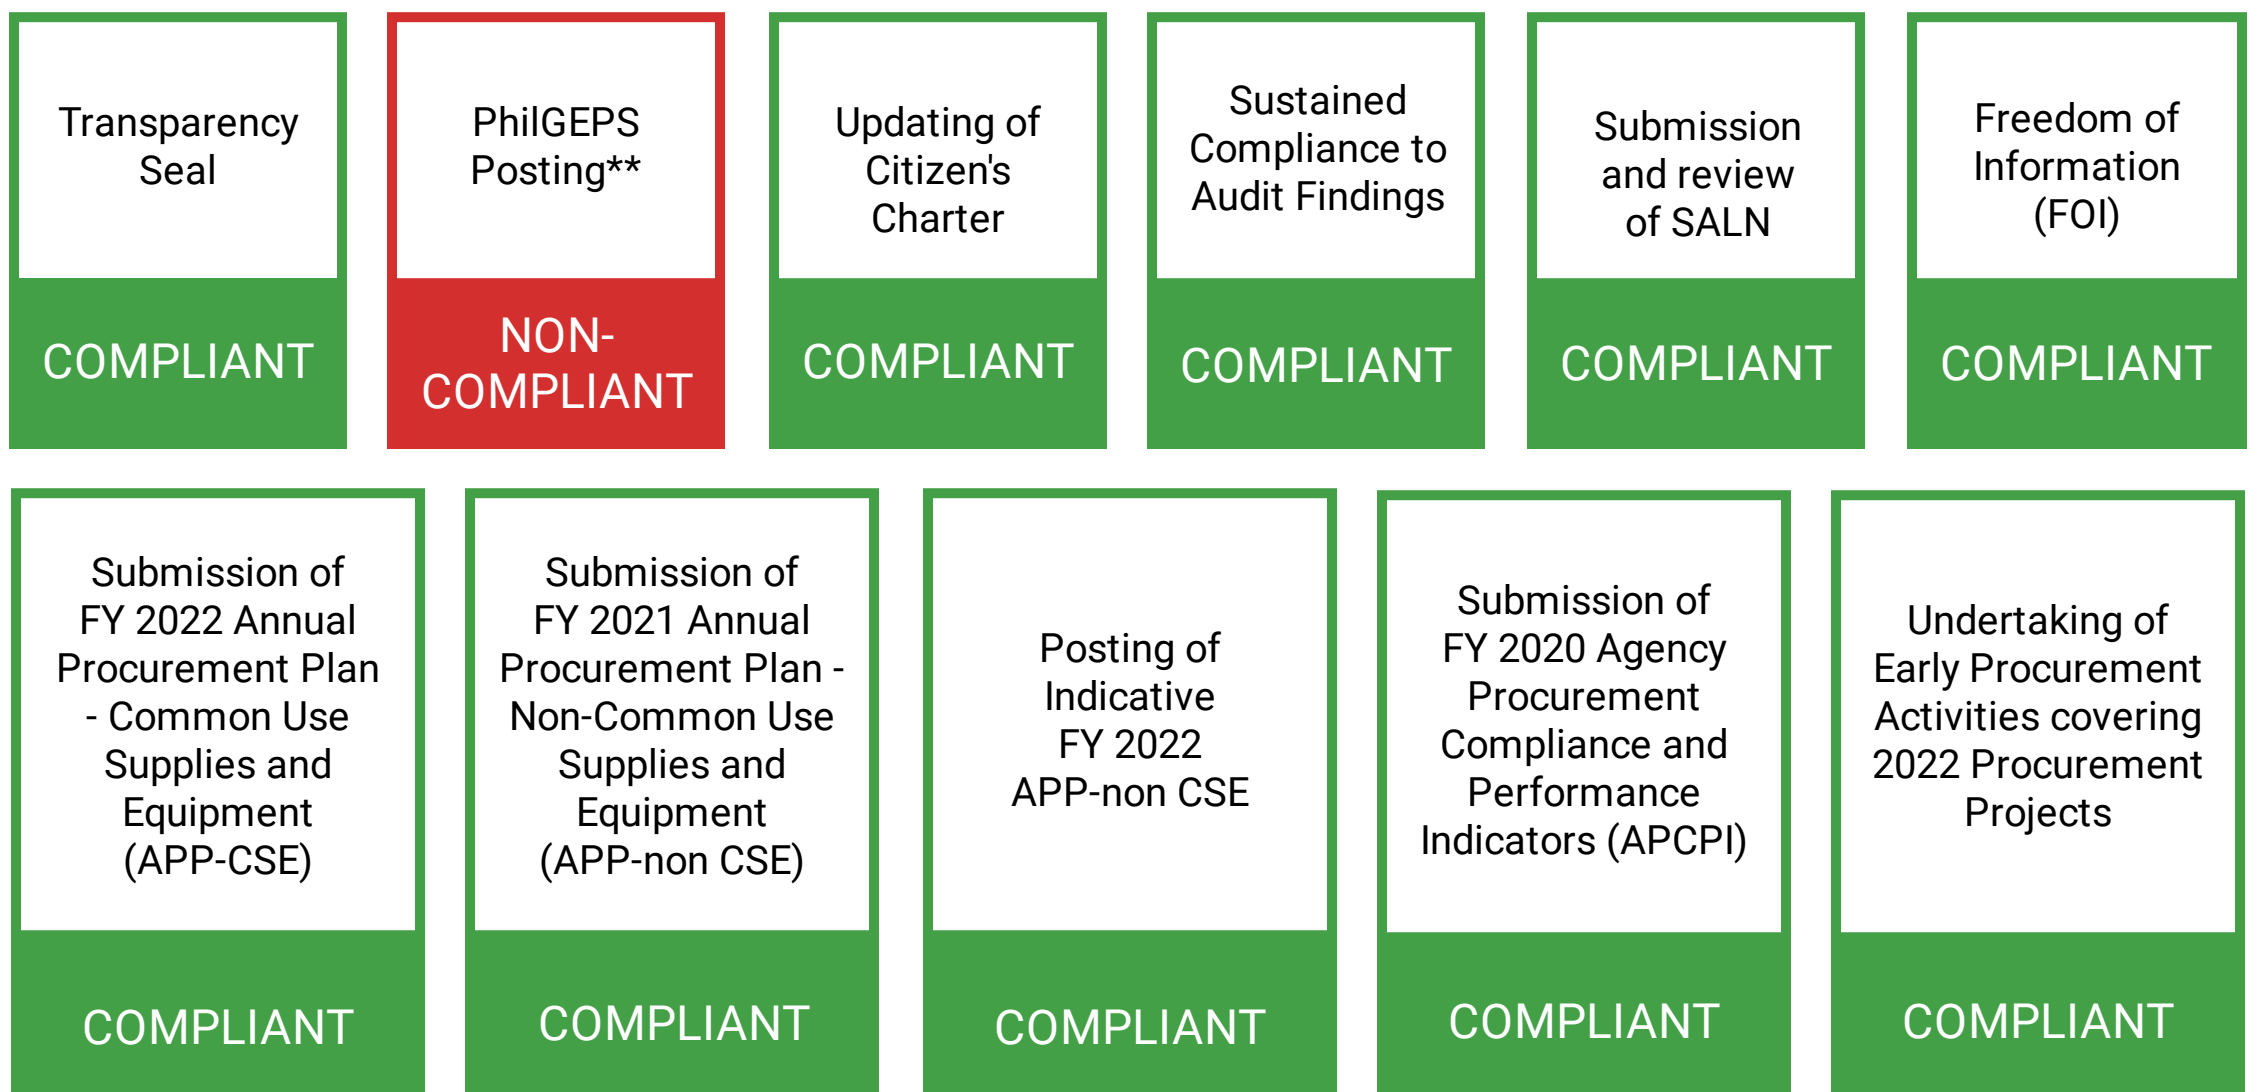 Transparency
Seal
COMPLIANT
PhilGEPS
Posting**
NON-
COMPLIANT
Updating of
Citizen's
Charter
COMPLIANT
Sustained
Compliance to
Audit Findings
COMPLIANT
Submission
and review
of SALN
COMPLIANT
Freedom of
Information
(FOI)
COMPLIANT
Submission of
FY 2022 Annual
Procurement Plan
- Common Use
Supplies and
Equipment
(APP-CSE)
COMPLIANT
Submission of
FY 2021 Annual
Procurement Plan -
Non-Common Use
Supplies and
Equipment
(APP-non CSE)
COMPLIANT
Posting of
Indicative
FY 2022
APP-non CSE
COMPLIANT
Submission of
FY 2020 Agency
Procurement
Compliance and
Performance
Indicators (APCPI)
COMPLIANT
Undertaking of
Early Procurement
Activities covering
2022 Procurement
Projects
COMPLIANT